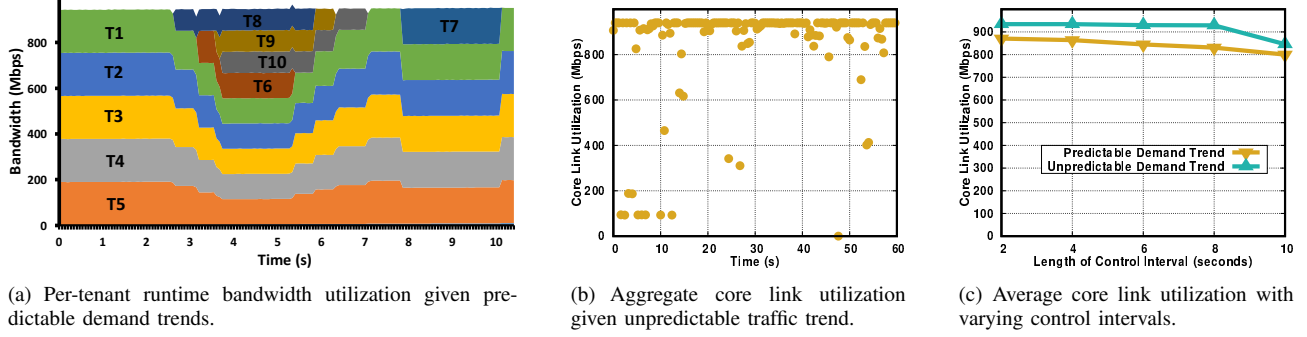 Bandwidth (Mbps)
800
600
400
200
0
T1
T2
T3
T4
T5
T8
T9
T10
T6
T7
0 1 2 3 4 5 6 7 8 9 10
Time (s)
(a) Per-tenant runtime bandwidth utilization given pre-
dictable demand trends.
Core Link Utilization (Mbps)
800
600
400
200
0
0 10 20 30 40 50 60
Time (s)
(b) Aggregate core link utilization
given unpredictable traffic trend.
Core Link Utilization (Mbps)
900
800
700
600
500
400
300
200
100
0
Predictable Demand Trend
Unpredictable Demand Trend
2 4 6 8 10
Length of Control Interval (seconds)
(c) Average core link utilization with
varying control intervals.